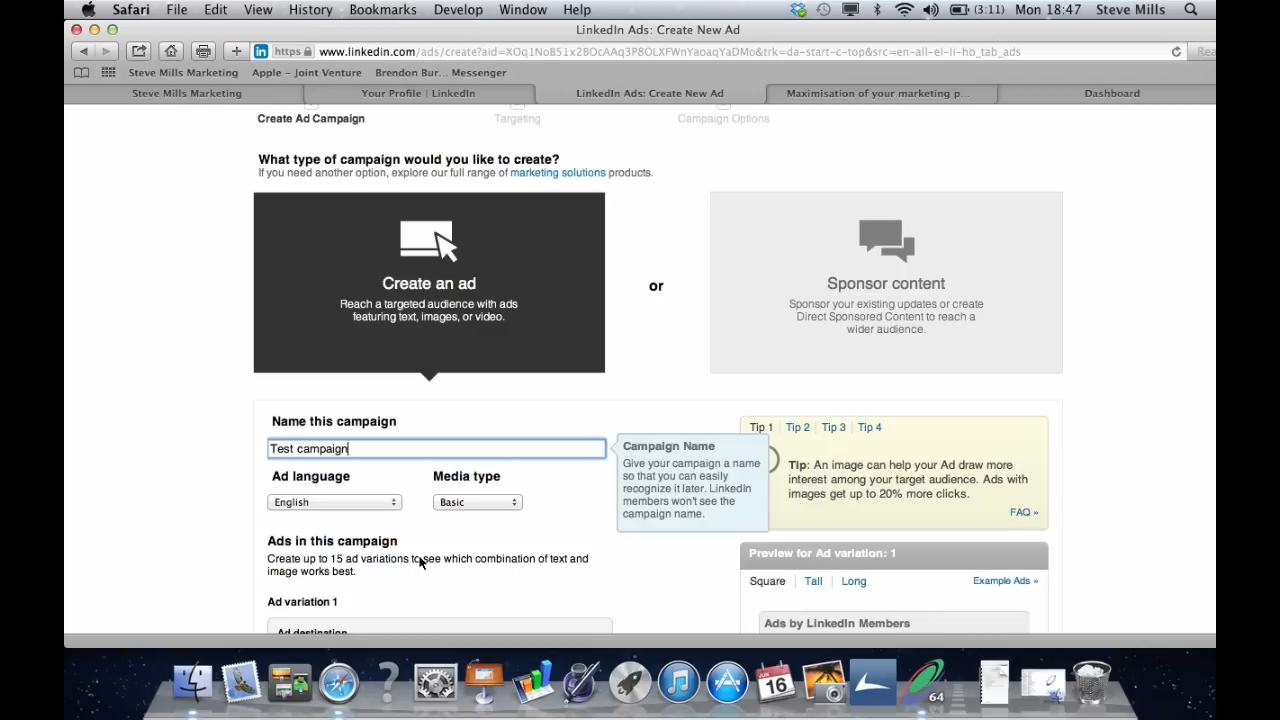 Safari File Edit View History Bookmarks Develop Window Help (3:11) Mon 18:47 Steve Mills
LinkedIn Ads: Create New Ad
https www.linkedin.com/ads/create?aid=XOq1NoB51x2BOcAAq3P8OLXFWnYaoaqYaDMo&trk=da-start-c-top&src=en-all-el-li-hb_tab_ads
Steve Mills Marketing Apple – Joint Venture Brendon Bur... Messenger
Steve Mills Marketing Your Profile | LinkedIn LinkedIn Ads: Create New Ad Maximisation of your marketing p... Dashboard
Create Ad Campaign Targeting Campaign Options
What type of campaign would you like to create?
If you need another option, explore our full range of marketing solutions products.
Create an ad
Reach a targeted audience with ads
featuring text, images, or video.
or
Sponsor content
Sponsor your existing updates or create
Direct Sponsored Content to reach a
wider audience.
Name this campaign
Test campaign
Ad language Media type
English Basic
Campaign Name
Give your campaign a name
so that you can easily
recognize it later. LinkedIn
members won't see the
campaign name.
Tip 1 Tip 2 Tip 3 Tip 4
Tip: An image can help your Ad draw more
interest among your target audience. Ads with
images get up to 20% more clicks.
FAQ »
Ads in this campaign
Create up to 15 ad variations to see which combination of text and
image works best.
Ad variation 1
Ad destination
Preview for Ad variation: 1
Square Tall Long Example Ads »
Ads by LinkedIn Members
JUN
16
64